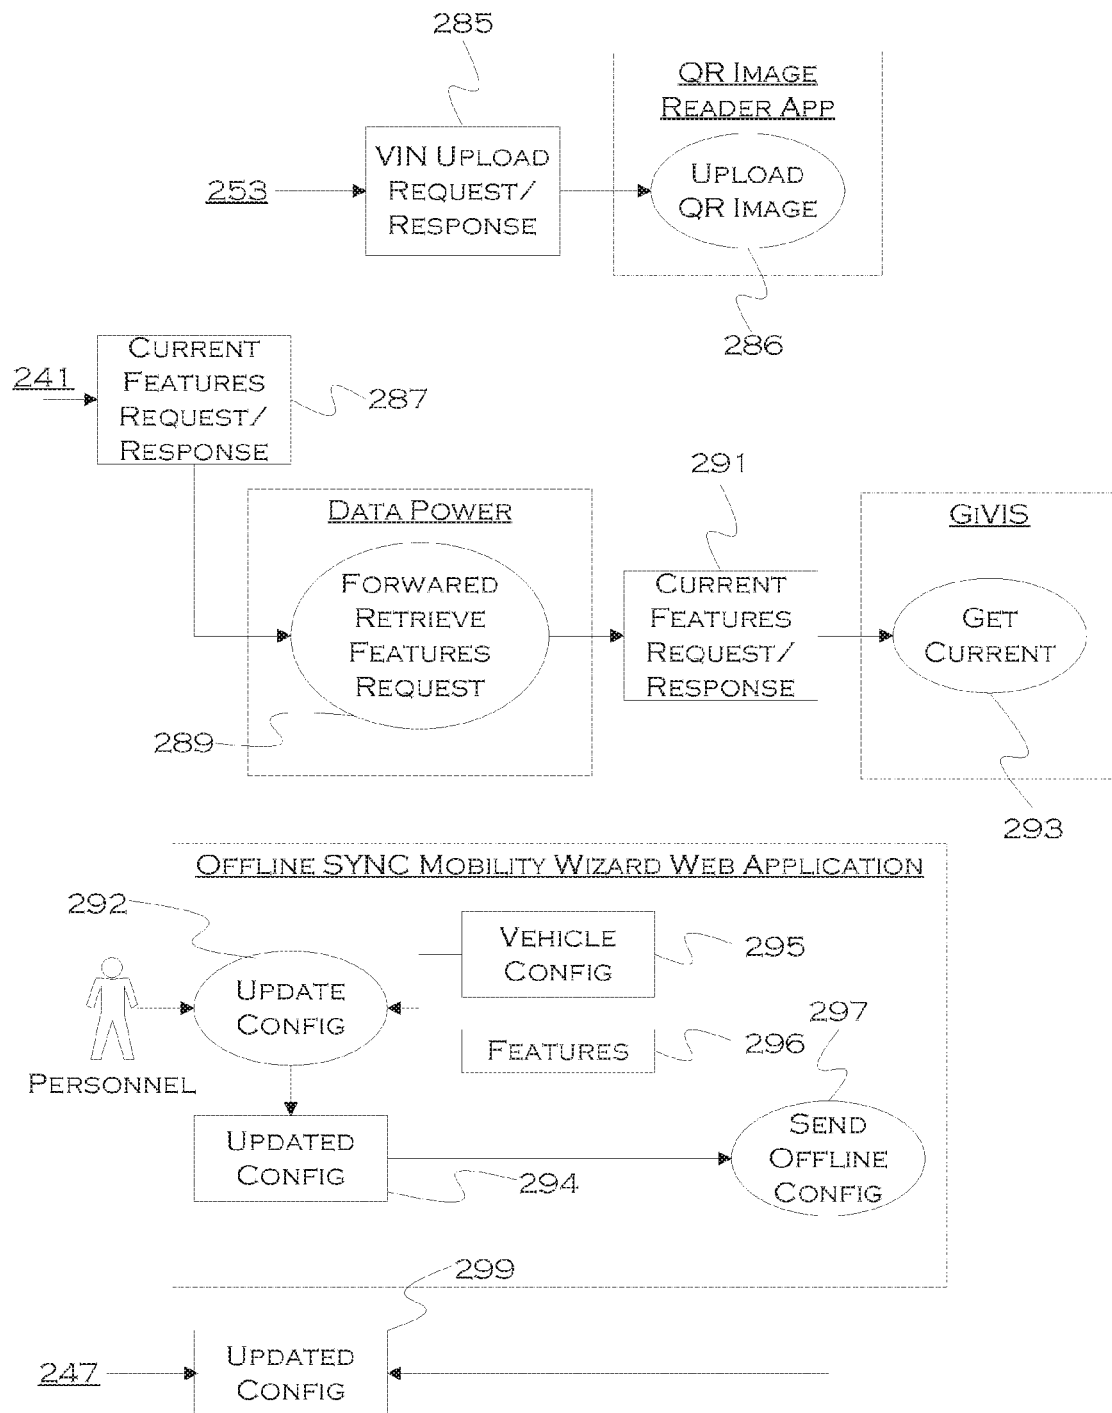 285
QR IMAGE
READER APP
VIN UPLOAD
REQUEST/
RESPONSE
253
UPLOAD
QR IMAGE
286
241
CURRENT
FEATURES
REQUEST/
RESPONSE
287
291
DATA POWER
GIVIS
FORWARED
RETRIEVE
FEATURES
REQUEST
CURRENT
FEATURES
REQUEST/
RESPONSE
GET
CURRENT
289
293
OFFLINE SYNC MOBILITY WIZARD WEB APPLICATION
292
VEHICLE
CONFIG
295
UPDATE
CONFIG
297
FEATURES
296
PERSONNEL
UPDATED
CONFIG
SEND
OFFLINE
CONFIG
294
299
247
UPDATED
CONFIG